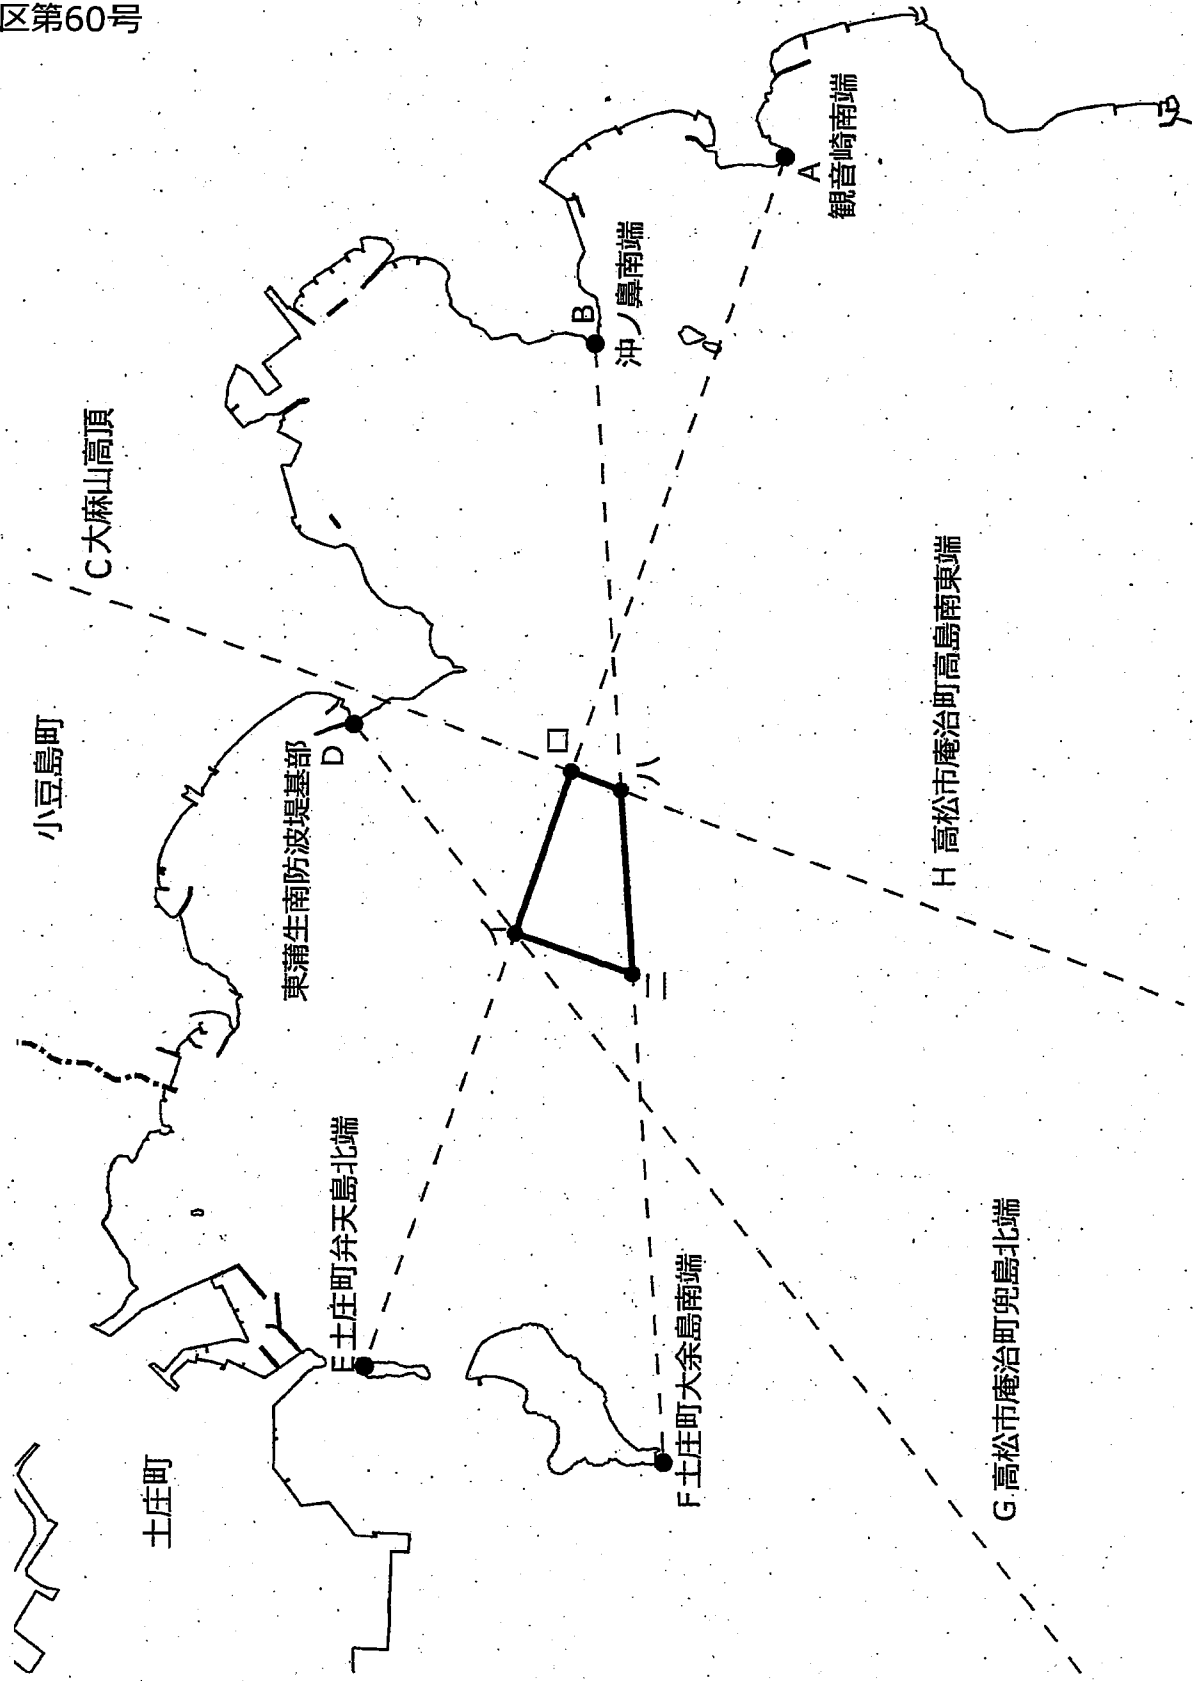 区第60号
C 大麻山高頂
小豆島町
東蒲生南防波堤基部
D
B
沖ノ鼻南端
A
観音崎南端
イ
ロ
ハ
ニ
E 土庄町弁天島北端
F 土庄町大余島南端
土庄町
G 高松市庵治町兜島北端
H 高松市庵治町高島南東端